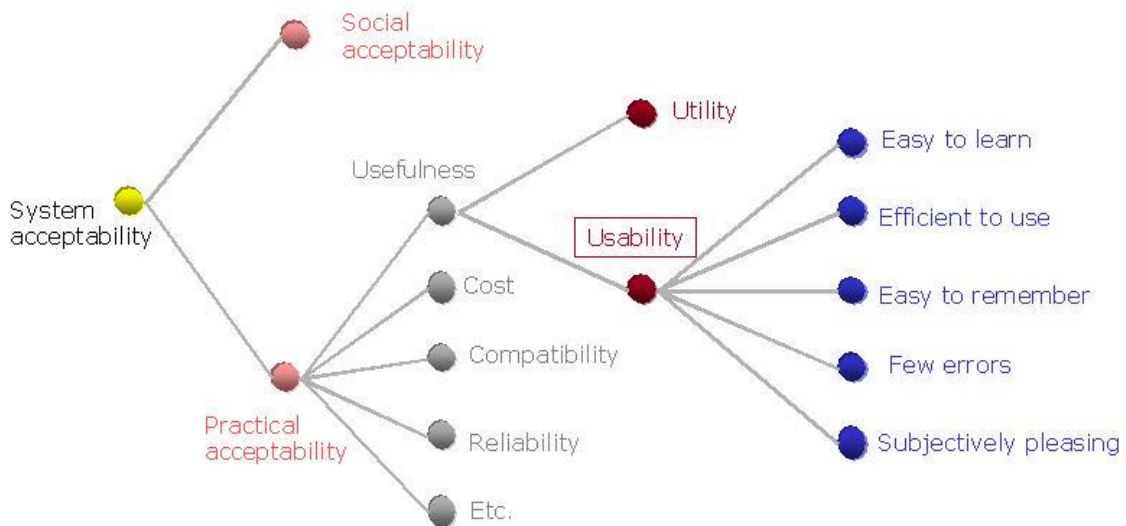 Social
acceptability
Utility
Easy to learn
Usefulness
System
acceptability
Efficient to use
Usability
Cost
Easy to remember
Compatibility
Few errors
Practical
acceptability
Reliability
Subjectively pleasing
Etc.